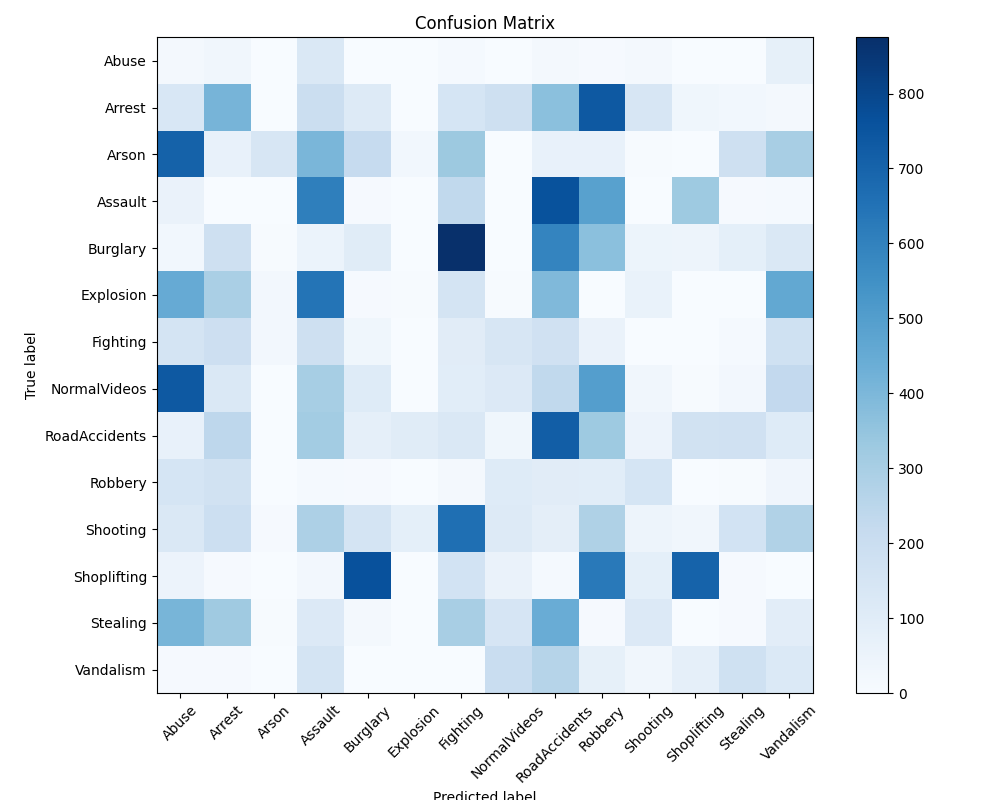 Confusion Matrix
Abuse
Arrest
Arson
Assault
Burglary
Explosion
Fighting
NormalVideos
RoadAccidents
Robbery
Shooting
Shoplifting
Stealing
Vandalism
True label
Abuse
Arrest
Arson
Assault
Burglary
Explosion
Fighting
NormalVideos
RoadAccidents
Robbery
Shooting
Shoplifting
Stealing
Vandalism
Predicted label
800
700
600
500
400
300
200
100
0